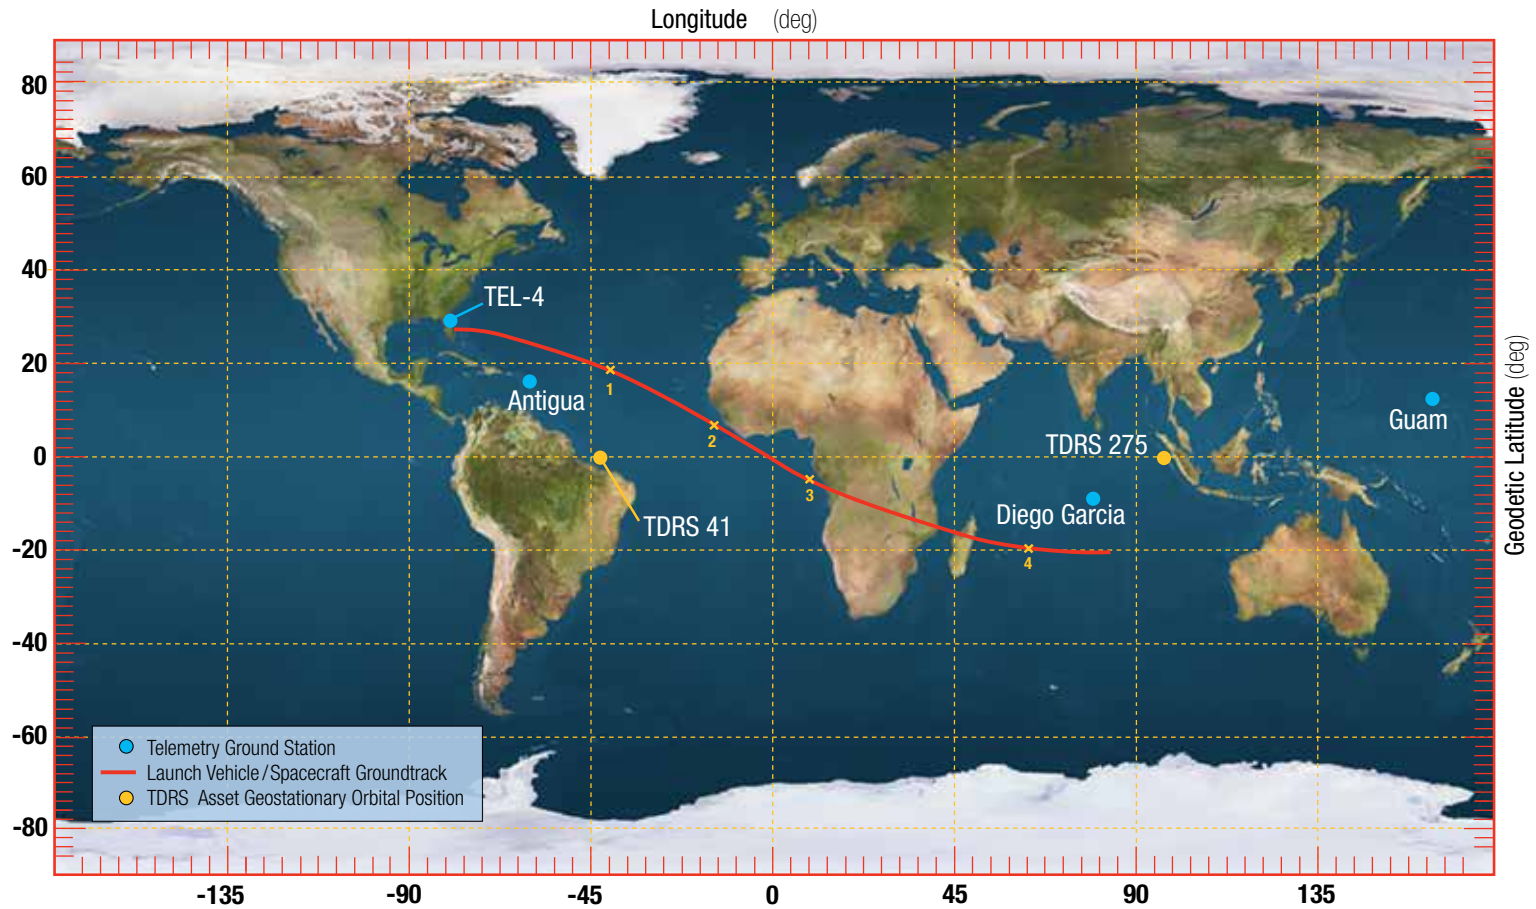 Longitude (deg)
80
60
40
20
0
-20
-40
-60
-80
TEL-4
Antigua
1
2
3
4
TDRS 41
TDRS 275
Diego Garcia
Guam
Geodetic Latitude (deg)
Telemetry Ground Station
Launch Vehicle/Spacecraft Groundtrack
TDRS Asset Geostationary Orbital Position
-135 -90 -45 0 45 90 135